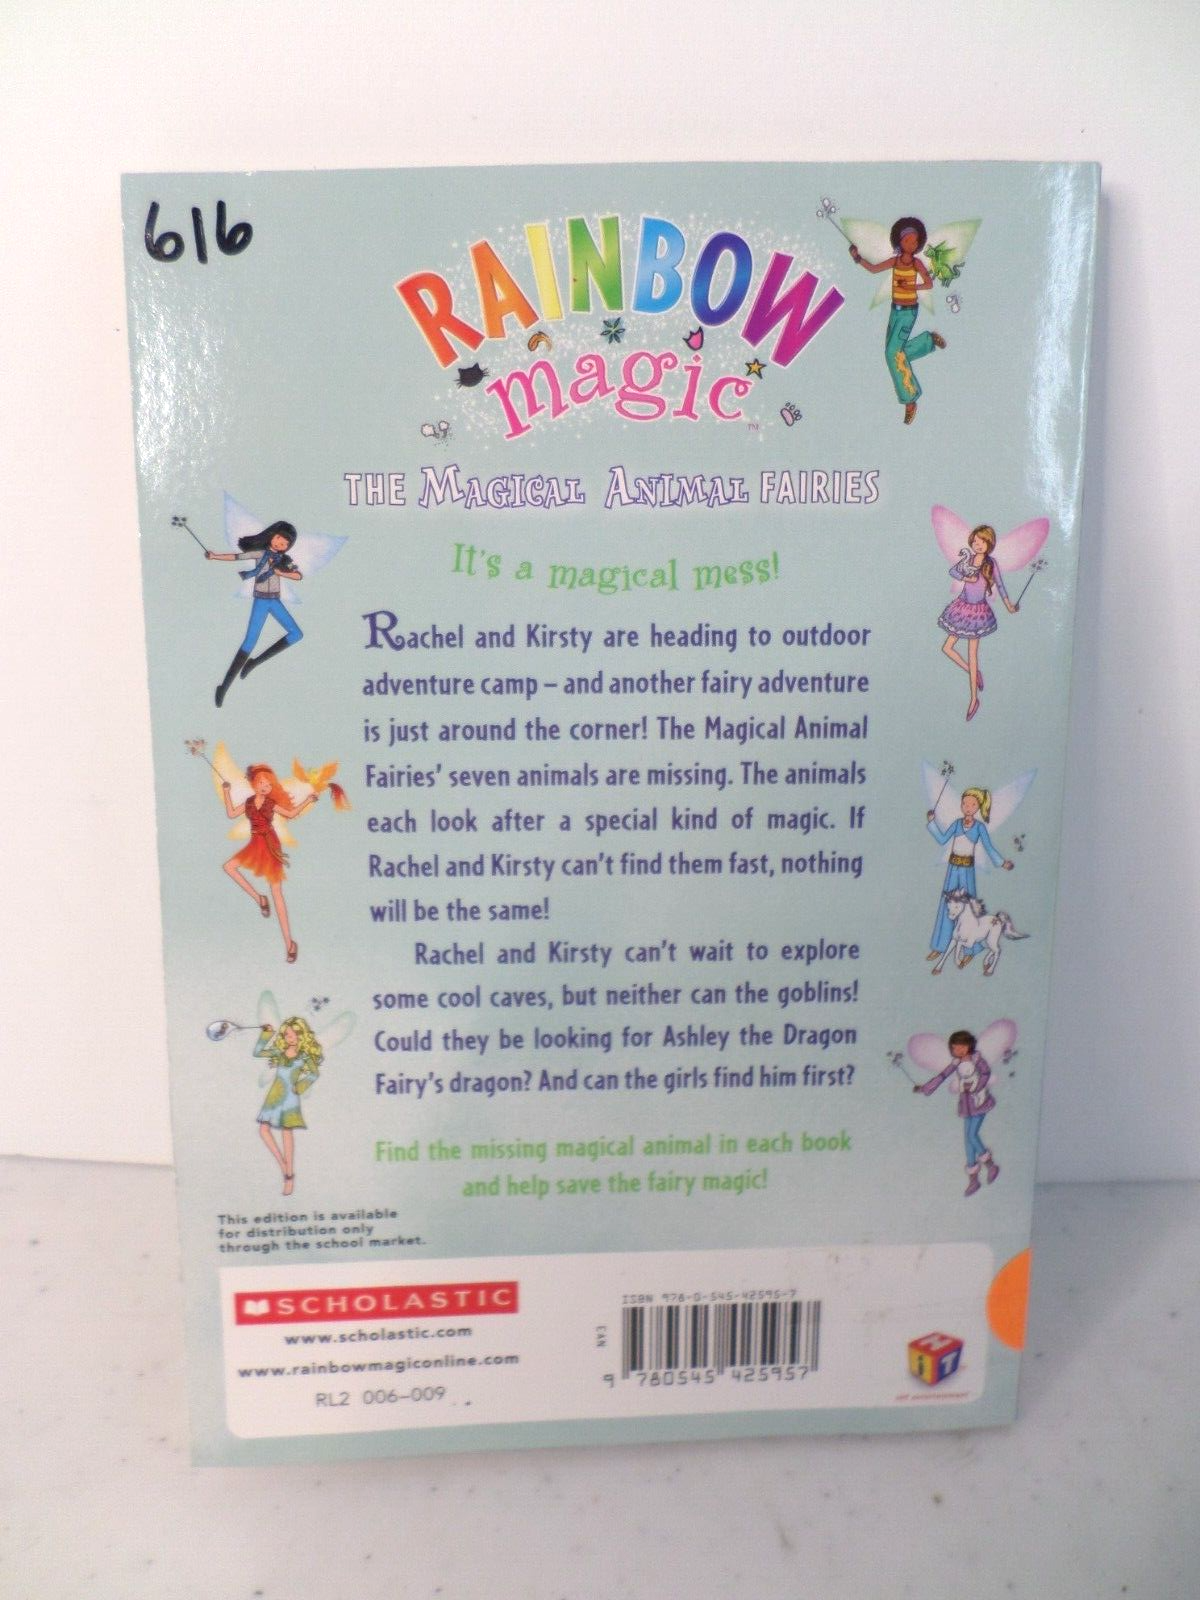 616
RAINBOW
magic™
THE MAGICAL ANIMAL FAIRIES
It's a magical mess!
Rachel and Kirsty are heading to outdoor
adventure camp – and another fairy adventure
is just around the corner! The Magical Animal
Fairies' seven animals are missing. The animals
each look after a special kind of magic. If
Rachel and Kirsty can't find them fast, nothing
will be the same!
Rachel and Kirsty can't wait to explore
some cool caves, but neither can the goblins!
Could they be looking for Ashley the Dragon
Fairy's dragon? And can the girls find him first?
Find the missing magical animal in each book
and help save the fairy magic!
This edition is available
for distribution only
through the school market.
SCHOLASTIC
www.scholastic.com
www.rainbowmagiconline.com
RL2 006–009
ISBN 978-0-545-42595-7
EAN
9 780545 425957
HiT
HIT entertainment